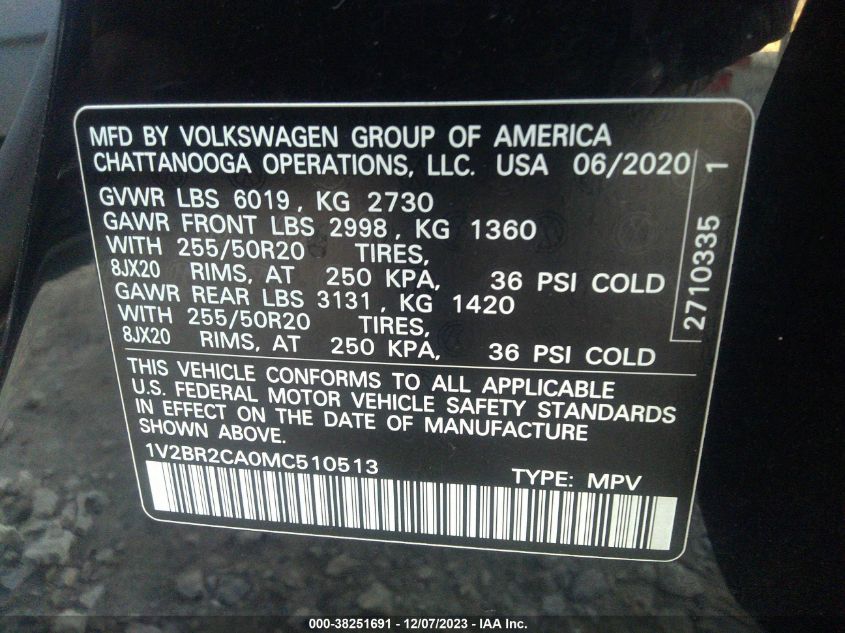 MFD BY VOLKSWAGEN GROUP OF AMERICA
CHATTANOOGA OPERATIONS, LLC. USA 06/2020
GVWR LBS 6019, KG 2730
GAWR FRONT LBS 2998, KG 1360
WITH 255/50R20 TIRES,
8JX20 RIMS, AT 250 KPA, 36 PSI COLD
GAWR REAR LBS 3131, KG 1420
WITH 255/50R20 TIRES,
8JX20 RIMS, AT 250 KPA, 36 PSI COLD
2710335 1
THIS VEHICLE CONFORMS TO ALL APPLICABLE
U.S. FEDERAL MOTOR VEHICLE SAFETY STANDARDS
IN EFFECT ON THE DATE OF MANUFACTURE
SHOWN ABOVE.
1V2BR2CA0MC510513 TYPE: MPV
000-38251691 - 12/07/2023 - IAA Inc.